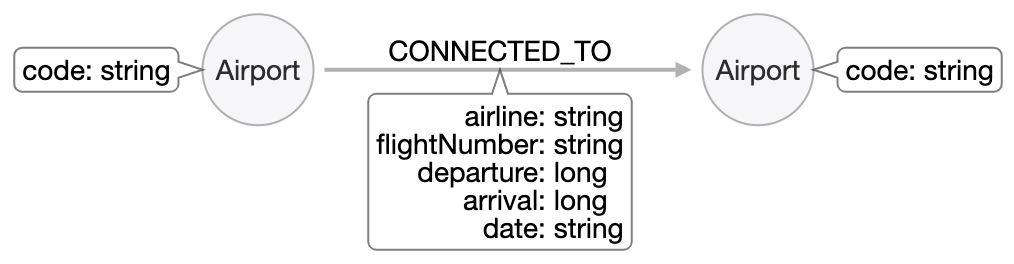 code: string
Airport
CONNECTED_TO
airline: string
flightNumber: string
departure: long
arrival: long
date: string
Airport
code: string